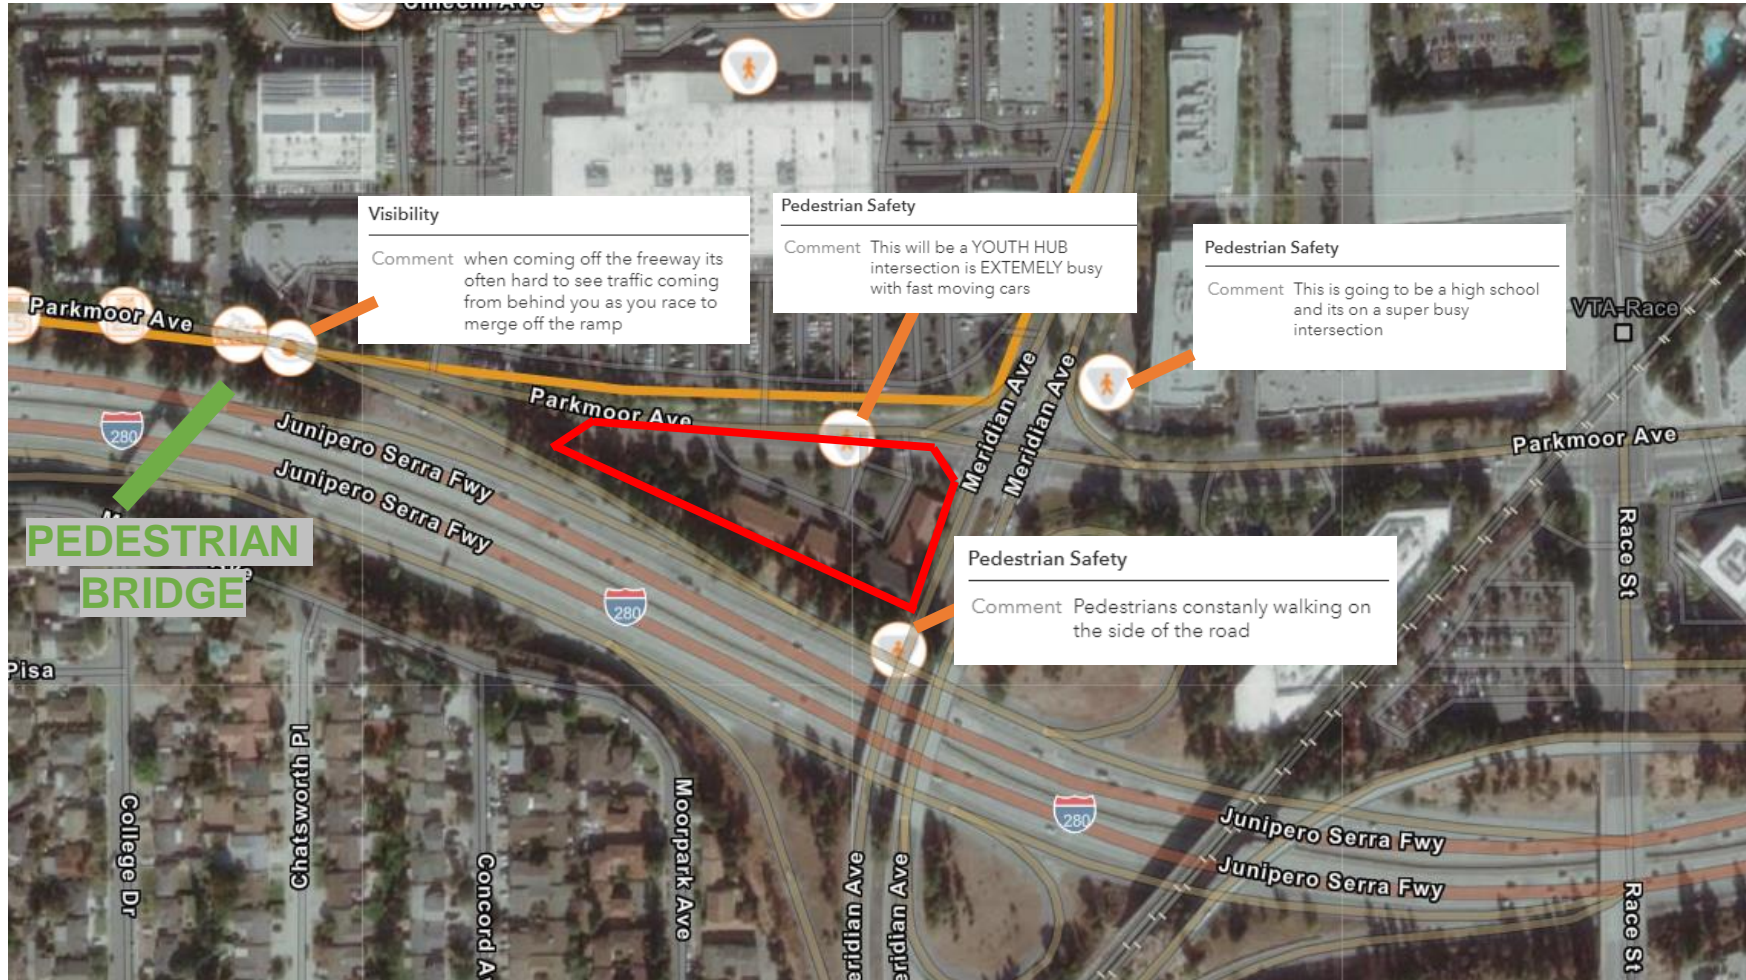 Parkmoor Ave
Visibility
Comment when coming off the freeway its
often hard to see traffic coming
from behind you as you race to
merge off the ramp
Pedestrian Safety
Comment This will be a YOUTH HUB
intersection is EXTEMELY busy
with fast moving cars
Pedestrian Safety
Comment This is going to be a high school
and its on a super busy
intersection
VTA-Race
Parkmoor Ave
Meridian Ave
Meridian Ave
Parkmoor Ave
280
Junipero Serra Fwy
Junipero Serra Fwy
PEDESTRIAN
BRIDGE
Race St
Pedestrian Safety
Comment Pedestrians constanly walking on
the side of the road
280
Pisa
College Dr
Chatsworth Pl
Concord A
Moorpark Ave
280
Junipero Serra Fwy
Junipero Serra Fwy
eridian Ave
eridian Ave
Race St